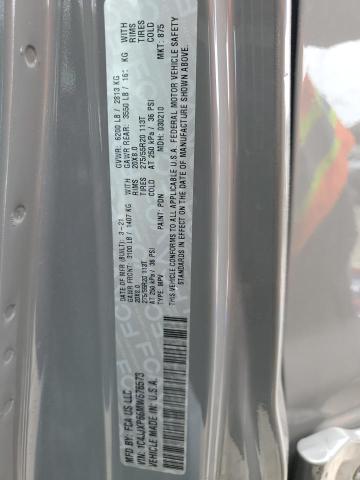 MFD BY: FCA US LLC
DATE OF MFR (BUILT): 3-21
GVWR: 6200 LB / 2813 KG
GAWR FRONT: 3100 LB / 1407 KG
GAWR REAR: 3550 LB / KG
WITH 20X8.0 RIMS
WITH 20X8.0 RIMS
275/55R20 113T TIRES
275/55R20 113T TIRES
AT 250 kPa / 36 PSI COLD
AT 250 kPa / 36 PSI COLD
VIN: TYPE: MPV PAINT: PDN MDH: 030210 MKT: 875
VEHICLE MADE IN: U.S.A.
THIS VEHICLE CONFORMS TO ALL APPLICABLE U.S.A. FEDERAL MOTOR VEHICLE SAFETY
STANDARDS IN EFFECT ON THE DATE OF MANUFACTURE SHOWN ABOVE.